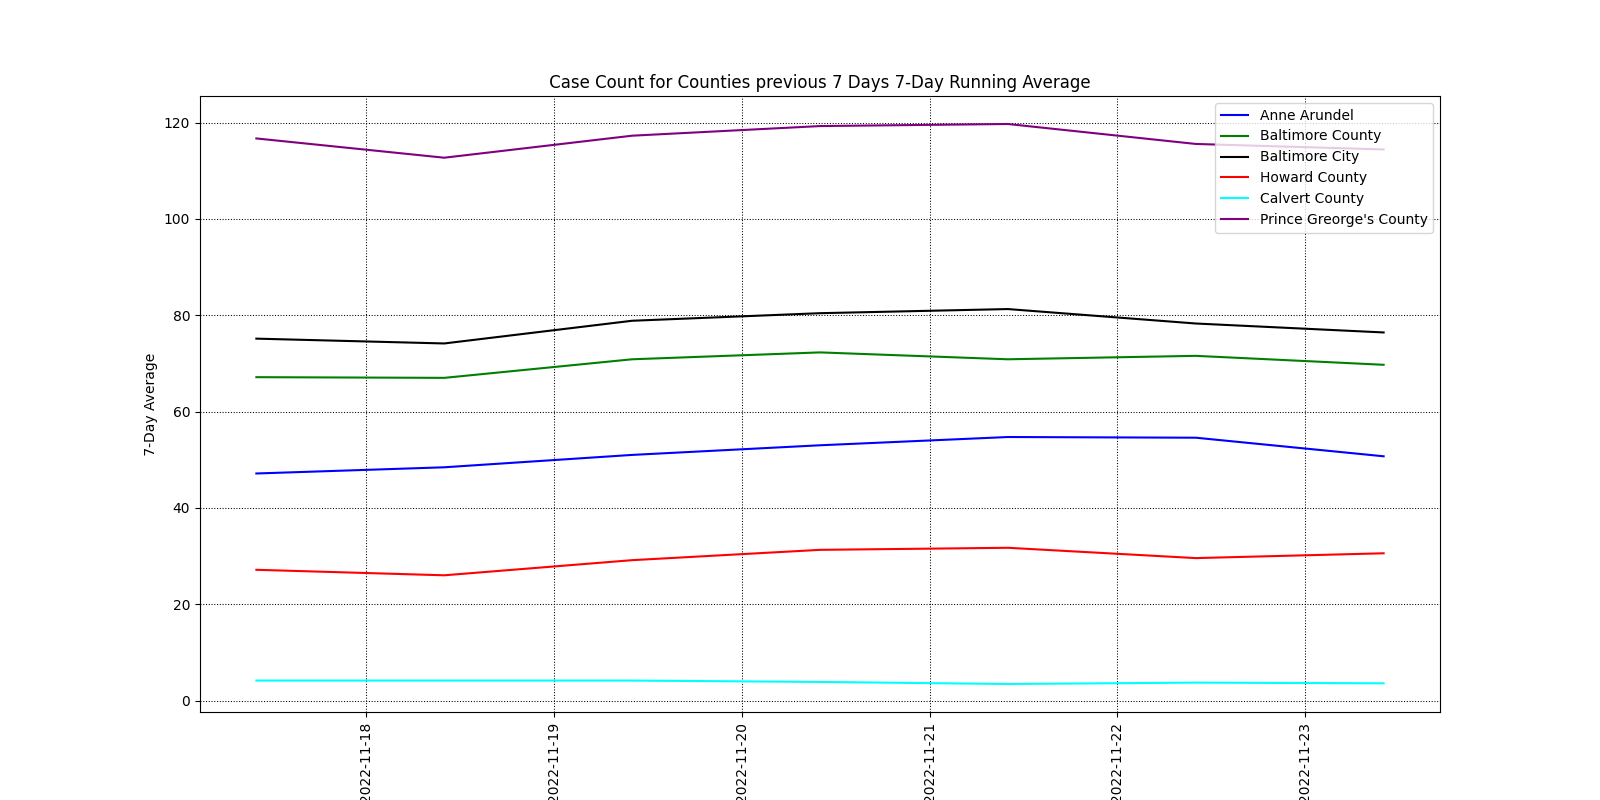 Case Count for Counties previous 7 Days 7-Day Running Average
120
100
80
60
40
20
0
7-Day Average
Anne Arundel
Baltimore County
Baltimore City
Howard County
Calvert County
Prince Greorge's County
2022-11-18
2022-11-19
2022-11-20
2022-11-21
2022-11-22
2022-11-23